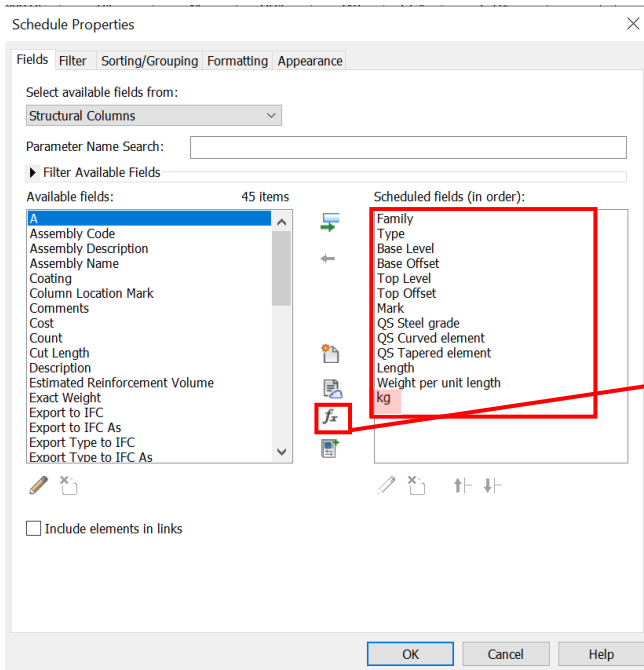 Schedule Properties
Fields Filter Sorting/Grouping Formatting Appearance
Select available fields from:
Structural Columns
Parameter Name Search:
Filter Available Fields
Available fields: 45 items
A
Assembly Code
Assembly Description
Assembly Name
Coating
Column Location Mark
Comments
Cost
Count
Cut Length
Description
Estimated Reinforcement Volume
Exact Weight
Export to IFC
Export to IFC As
Export Type to IFC
Export Type to IFC As
fx
Scheduled fields (in order):
Family
Type
Base Level
Base Offset
Top Level
Top Offset
Mark
QS Steel grade
QS Curved element
QS Tapered element
Length
Weight per unit length
kg
Include elements in links
OK Cancel Help